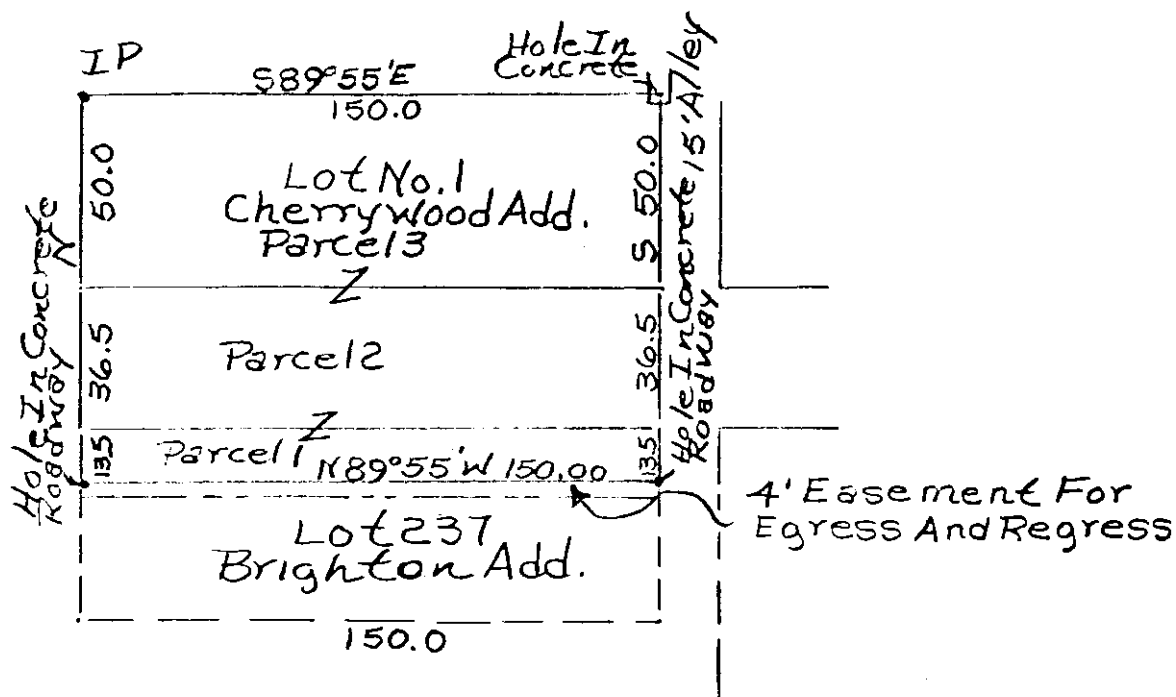 IP
Hole In
Concrete
S89°55'E
150.0
15' Alley
50.0
N
Lot No. 1
Cherrywood Add.
Parcel 3
50.0
S
Z
Hole In Concrete
Roadway
36.5
Parcel 2
36.5
Hole In Concrete
Roadway
Z
13.5
Parcel 1
N89°55'W 150.00
13.5
4' Easement For
Egress And Regress
Lot 237
Brighton Add.
150.0